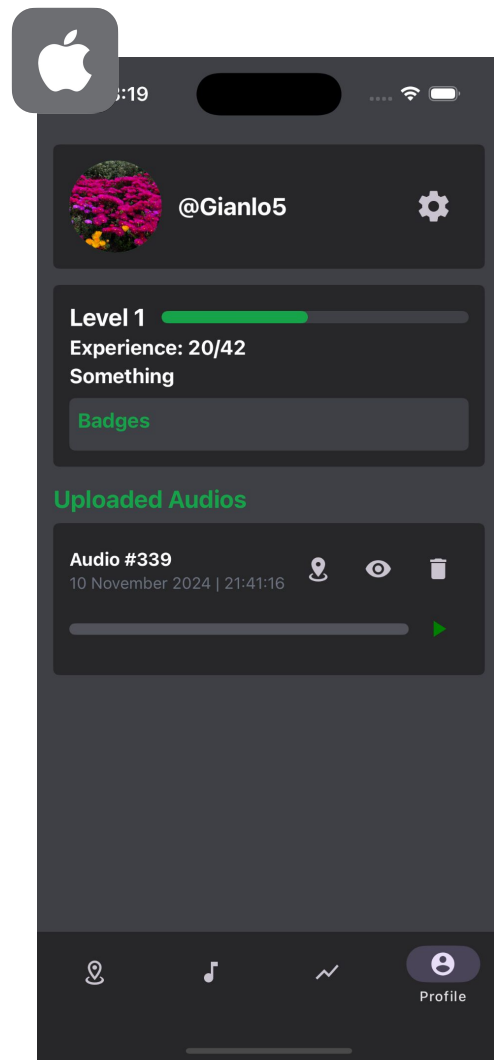 :19
@Gianlo5
Level 1
Experience: 20/42
Something
Badges
Uploaded Audios
Audio #339
10 November 2024 | 21:41:16
Profile